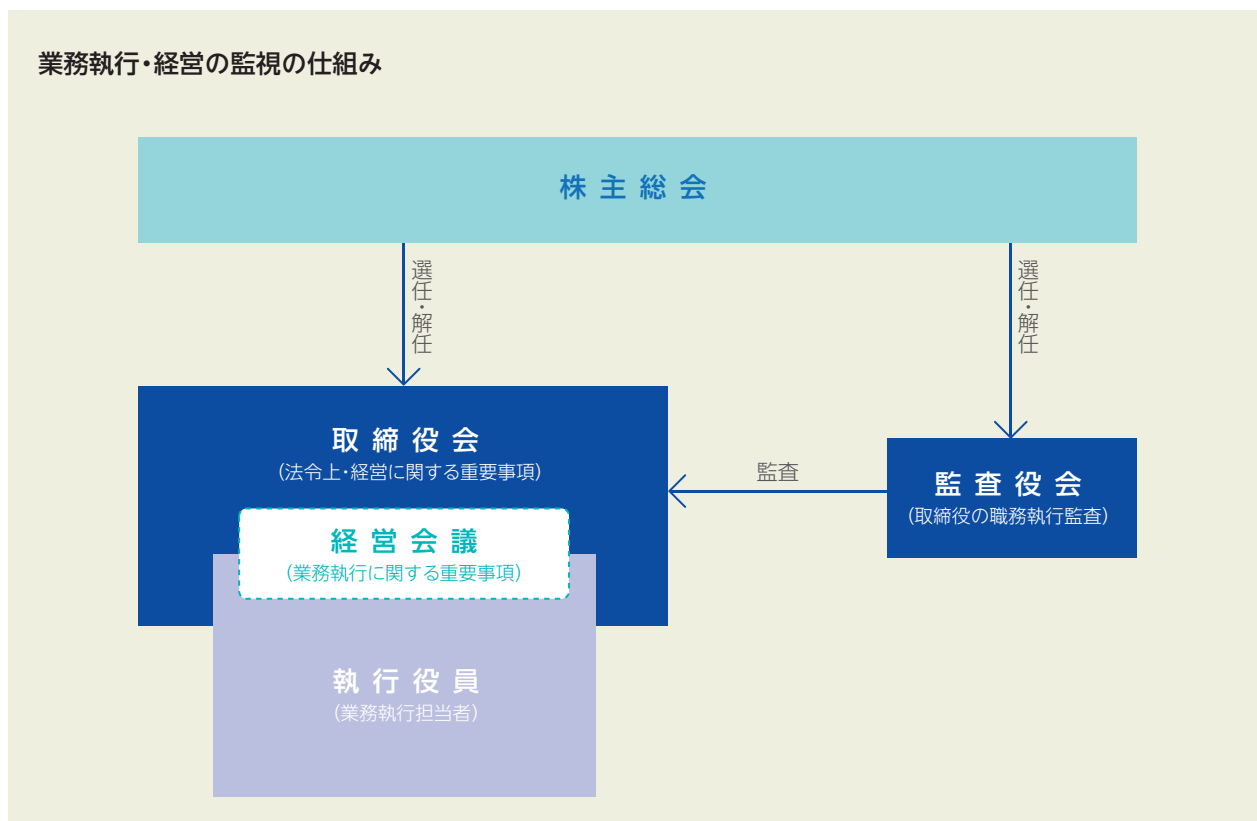 業務執行・経営の監視の仕組み
株主総会
選任・解任
選任・解任
取締役会
(法令上・経営に関する重要事項)
監査
監査役会
(取締役の職務執行監査)
経営会議
(業務執行に関する重要事項)
執行役員
(業務執行担当者)